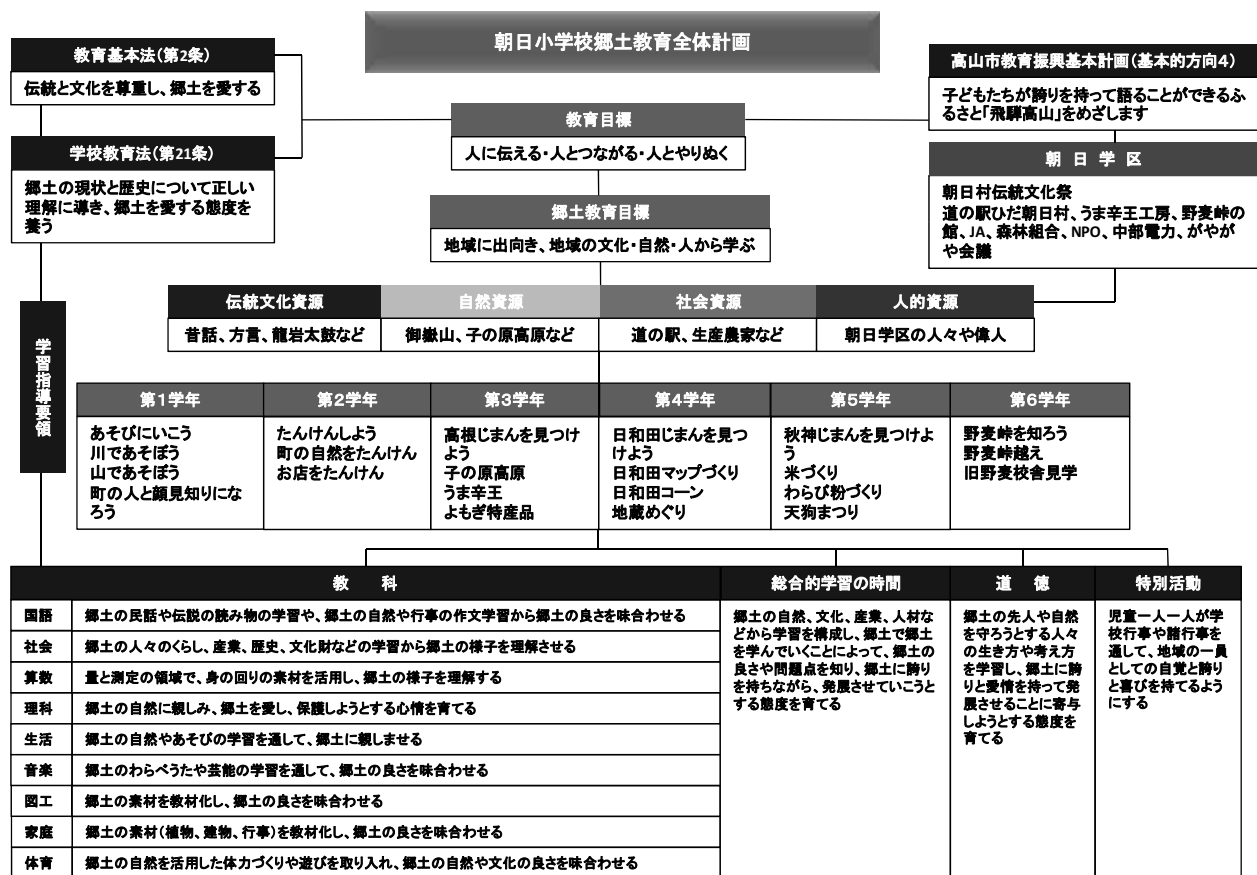 朝日小学校郷土教育全体計画
教育基本法(第2条)
伝統と文化を尊重し、郷土を愛する
学校教育法(第21条)
郷土の現状と歴史について正しい
理解に導き、郷土を愛する態度を
養う
教育目標
人に伝える・人とつながる・人とやりぬく
郷土教育目標
地域に出向き、地域の文化・自然・人から学ぶ
高山市教育振興基本計画(基本的方向4)
子どもたちが誇りを持って語ることができるふ
るさと「飛騨高山」をめざします
朝日学区
朝日村伝統文化祭
道の駅ひだ朝日村、うま辛王工房、野麦峠の
館、JA、森林組合、NPO、中部電力、がやが
や会議
学習指導要領
伝統文化資源
昔話、方言、龍岩太鼓など
自然資源
御嶽山、子の原高原など
社会資源
道の駅、生産農家など
人的資源
朝日学区の人々や偉人
第1学年
あそびにいこう
川であそぼう
山であそぼう
町の人と顔見知りにな
ろう
第2学年
たんけんしよう
町の自然をたんけん
お店をたんけん
第3学年
高根じまんを見つけ
よう
子の原高原
うま辛王
よもぎ特産品
第4学年
日和田じまんを見つ
けよう
日和田マップづくり
日和田コーン
地蔵めぐり
第5学年
秋神じまんを見つけよ
う
米づくり
わらび粉づくり
天狗まつり
第6学年
野麦峠を知ろう
野麦峠越え
旧野麦校舎見学
教 科
国語 郷土の民話や伝説の読み物の学習や、郷土の自然や行事の作文学習から郷土の良さを味合わせる
社会 郷土の人々のくらし、産業、歴史、文化財などの学習から郷土の様子を理解させる
算数 量と測定の領域で、身の回りの素材を活用し、郷土の様子を理解する
理科 郷土の自然に親しみ、郷土を愛し、保護しようとする心情を育てる
生活 郷土の自然やあそびの学習を通して、郷土に親しませる
音楽 郷土のわらべうたや芸能の学習を通して、郷土の良さを味合わせる
図工 郷土の素材を教材化し、郷土の良さを味合わせる
家庭 郷土の素材(植物、建物、行事)を教材化し、郷土の良さを味合わせる
体育 郷土の自然を活用した体力づくりや遊びを取り入れ、郷土の自然や文化の良さを味合わせる
総合的学習の時間
郷土の自然、文化、産業、人材な
どから学習を構成し、郷土で郷土
を学んでいくことによって、郷土の
良さや問題点を知り、郷土に誇り
を持ちながら、発展させていこうと
する態度を育てる
道 徳
郷土の先人や自然
を守ろうとする人々
の生き方や考え方
を学習し、郷土に誇
りと愛情を持って発
展させることに寄与
しようとする態度を
育てる
特別活動
児童一人一人が学
校行事や諸行事を
通して、地域の一員
としての自覚と誇り
と喜びを持てるよう
にする